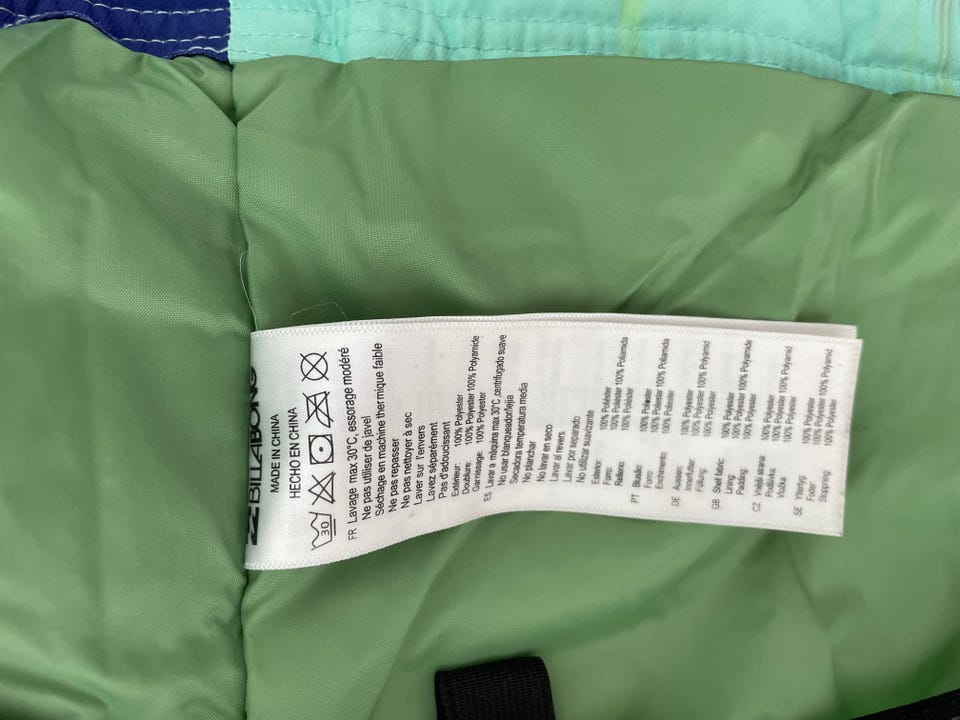 BILLABONG
MADE IN CHINA
HECHO EN CHINA
30
FR Lavage max 30°C, essorage modéré
Ne pas utiliser de javel
Séchage en machine thermique faible
Ne pas repasser
Ne pas nettoyer à sec
Laver sur l'envers
Lavez séparément
Pas d'adoucissant
Extérieur: 100% Polyester
Doublure: 100% Polyester 100% Polyamide
Garnissage: 100% Polyester
ES Lavar a máquina max 30°C ,centrifugado suave
No usar blanqueador/lejia
Secadora temperatura media
No planchar
No lavar en seco
Lavar al revers
Lavar por separado
No utilizar suavizante
Exterior 100% Poliéster
Forro: 100% Poliéster 100% Poliamida
Relleno: 100% Poliéster
PT Blusão: 100% Poliéster
Forro: 100% Poliéster 100% Poliamida
Enchimento: 100% Poliéster
DE Aussen: 100% Polyester
Innenfutter: 100% Polyester 100% Polyamid
Füllung: 100% Polyester
GB Shell fabric: 100% Polyester
Lining: 100% Polyester 100% Polyamide
Padding: 100% Polyester
CZ Vnější strana: 100% Polyester
Podšívka: 100% Polyester 100% Polyamid
Vložka: 100% Polyester
SE Yttertyg: 100% Polyester
Foder: 100% Polyester 100% Polyamid
Stoppning: 100% Polyester